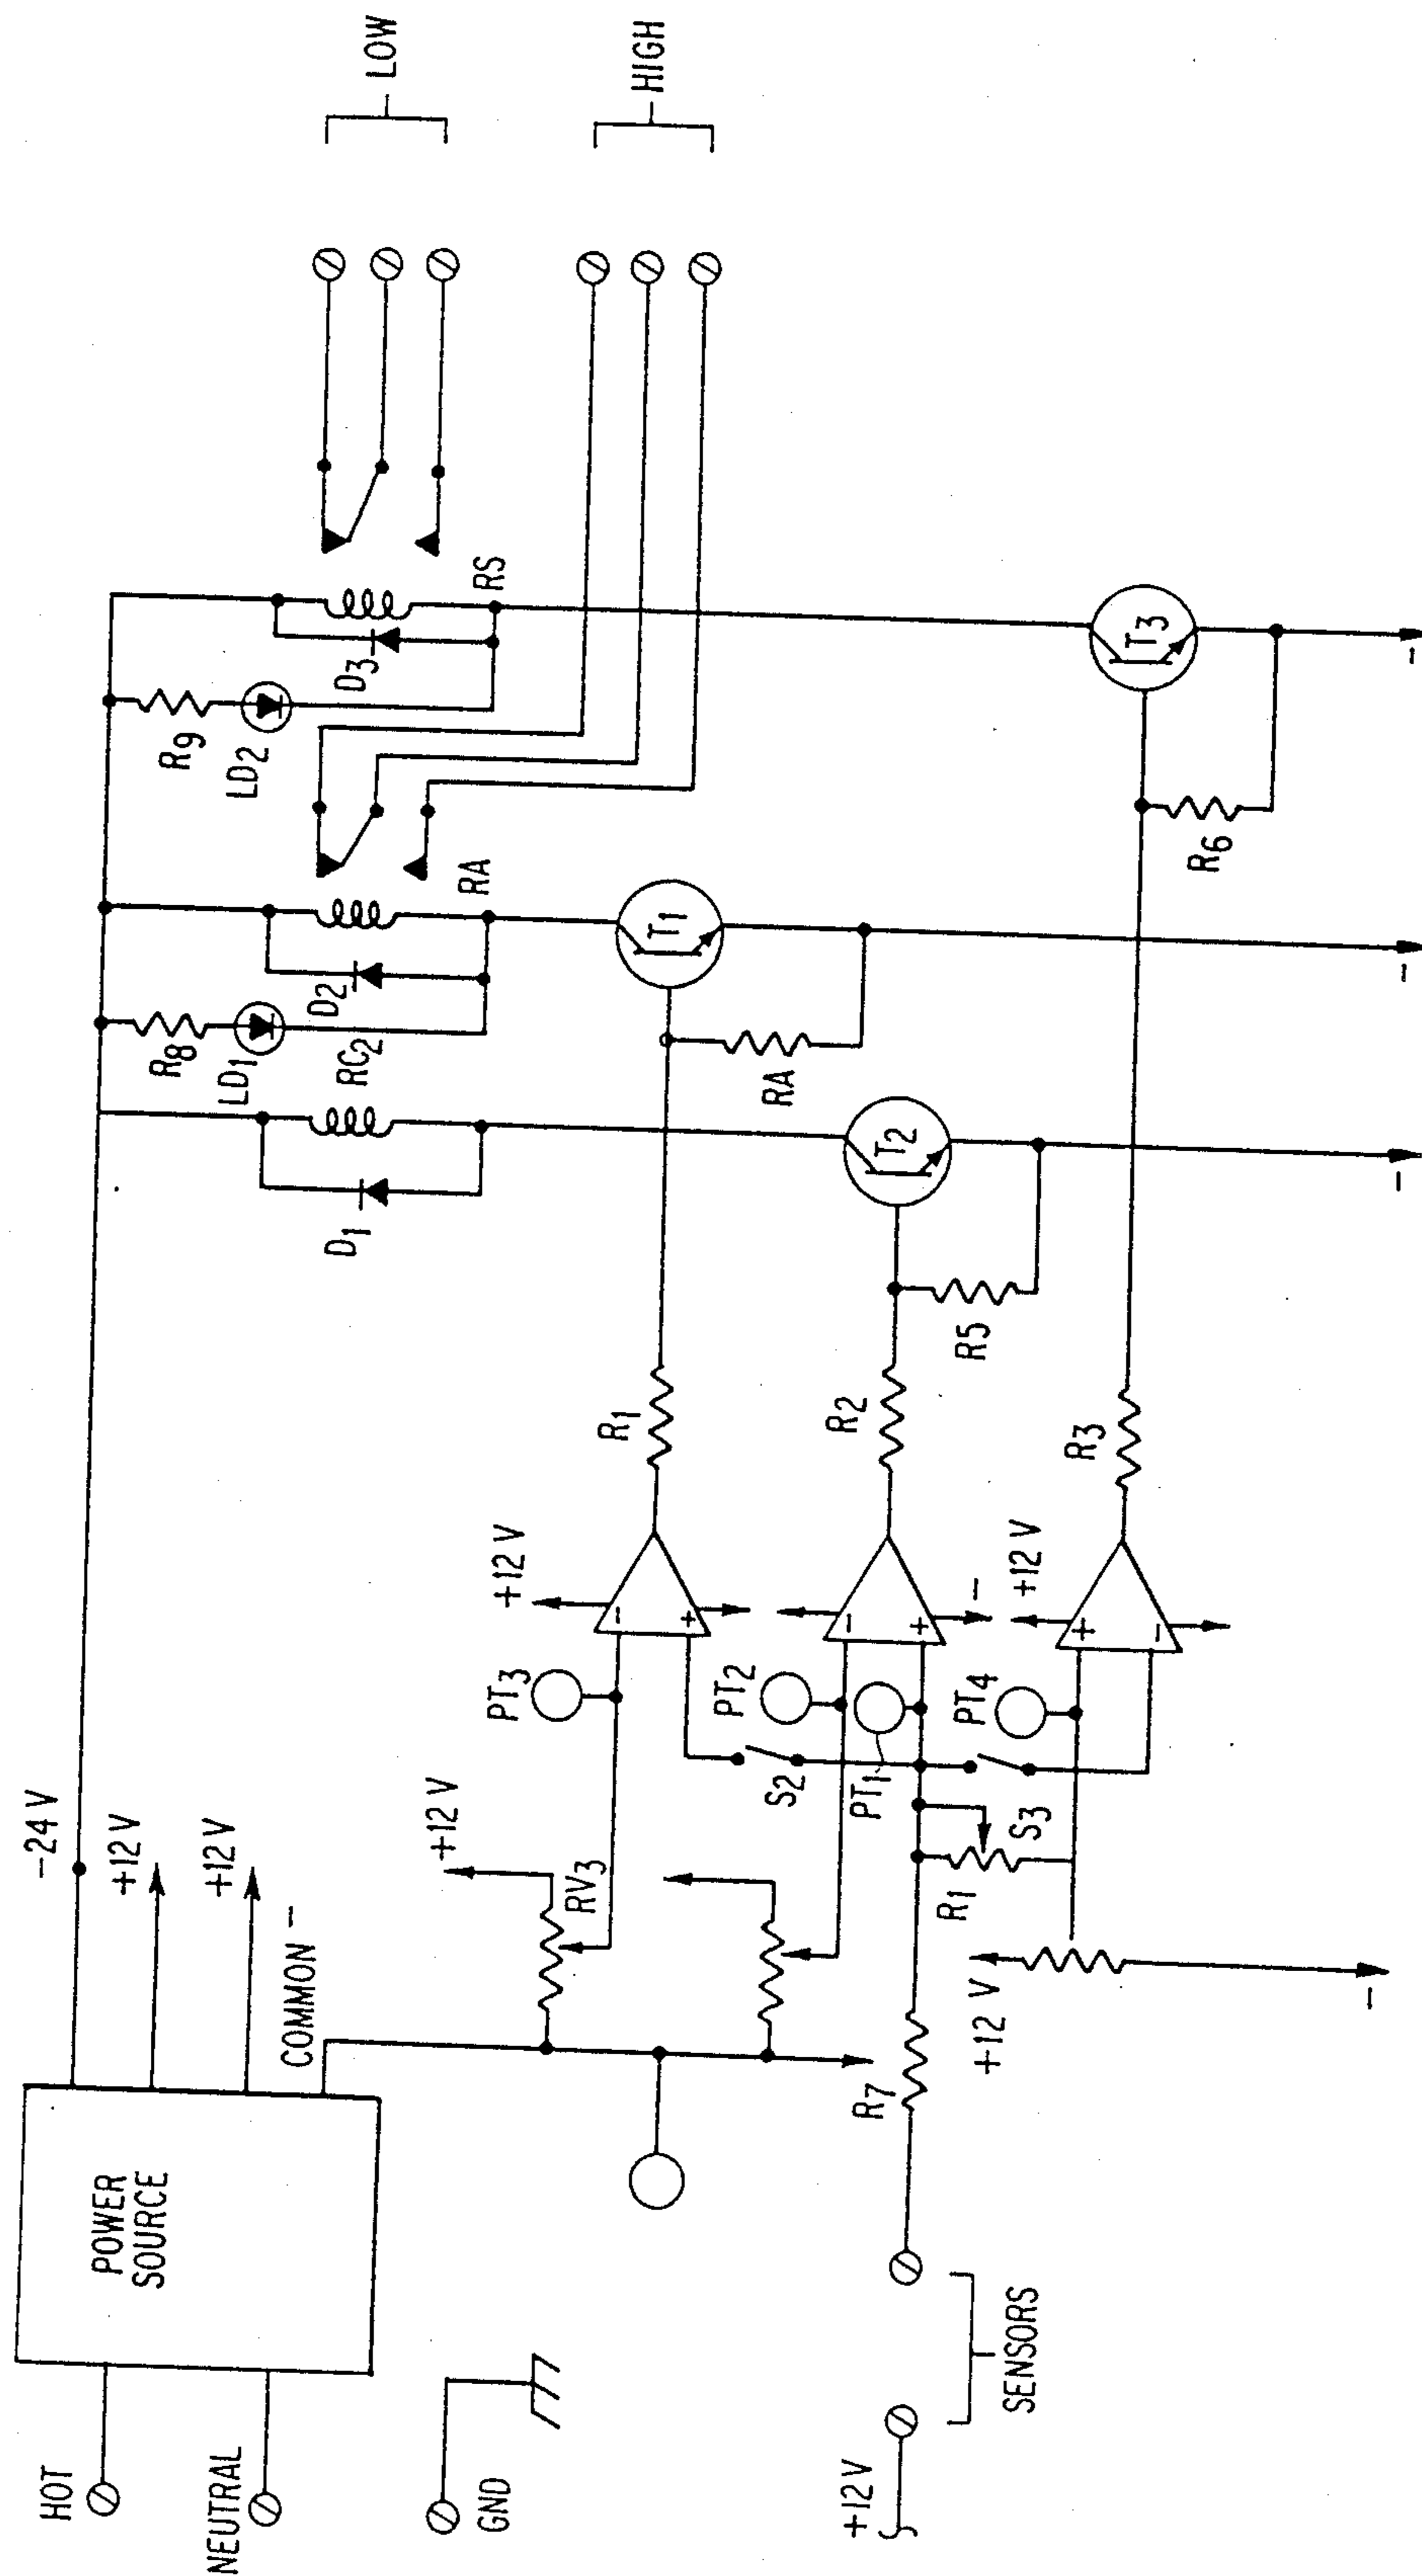 HOT
NEUTRAL
GND
POWER
SOURCE
-24 V
+12 V
+12 V
COMMON -
+12 V
RV3
PT3
+12 V
-
+
R1
R8
LD1
D1
RC2
D2
RA
T1
RA
-
R9
LD2
D3
RS
LOW
HIGH
PT2
S2
PT1
-
+
-
R2
R5
T2
-
+12 V
SENSORS
R7
R1
S3
+12 V
-
PT4
+12 V
+
-
R3
R6
T3
-